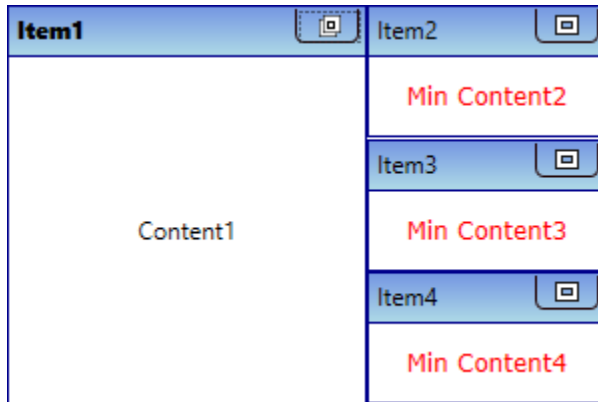 Item1
Content1
Item2
Min Content2
Item3
Min Content3
Item4
Min Content4